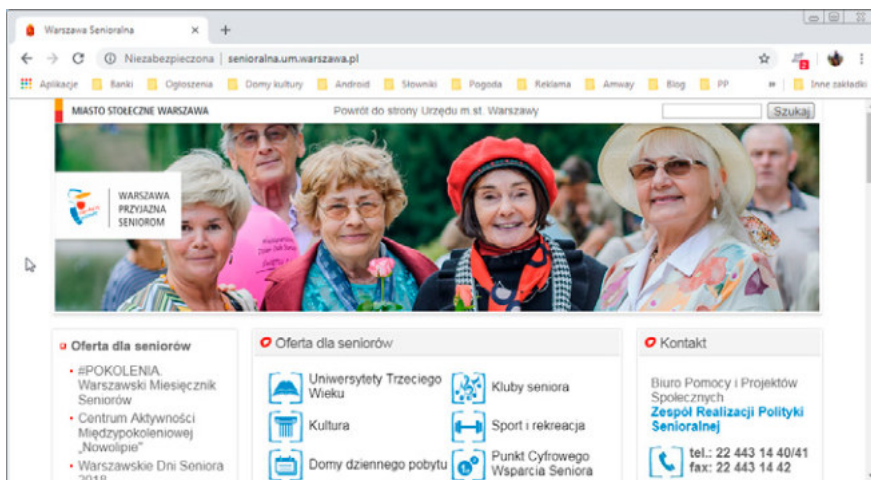 Warszawa Senioralna
Niezabezpieczona | senioralna.um.warszawa.pl
2
Aplikacje Banki Ogłoszenia Domy kultury Android Słowniki Pogoda Reklama Amway Blog PP » Inne zakładki
MIASTO STOŁECZNE WARSZAWA Powrót do strony Urzędu m.st. Warszawy Szukaj
WARSZAWA
PRZYJAZNA
SENIOROM
Oferta dla seniorów
#POKOLENIA.
Warszawski Miesięcznik
Seniorów
Centrum Aktywności
Międzypokoleniowej
„Nowolipie"
Warszawskie Dni Seniora
2018
Oferta dla seniorów
Uniwersytety Trzeciego
Wieku
Kluby seniora
Kultura
Sport i rekreacja
Domy dziennego pobytu
Punkt Cyfrowego
Wsparcia Seniora
Kontakt
Biuro Pomocy i Projektów
Społecznych
Zespół Realizacji Polityki
Senioralnej
tel.: 22 443 14 40/41
fax: 22 443 14 42